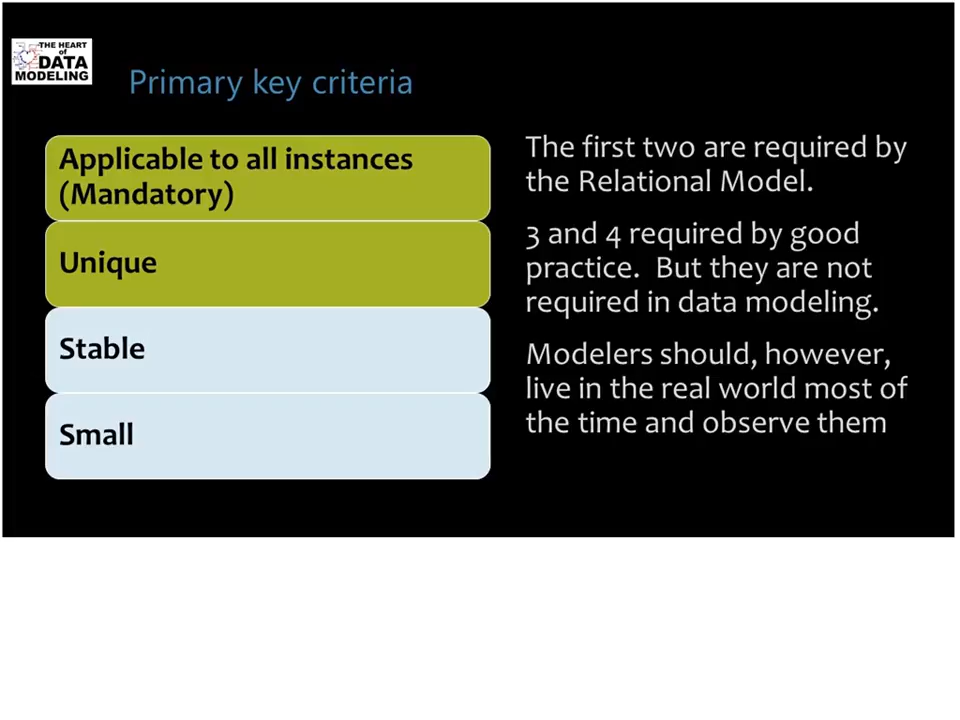 THE HEART
of
DATA
MODELING
Primary key criteria
Applicable to all instances
(Mandatory)
Unique
Stable
Small
The first two are required by
the Relational Model.
3 and 4 required by good
practice.  But they are not
required in data modeling.
Modelers should, however,
live in the real world most of
the time and observe them